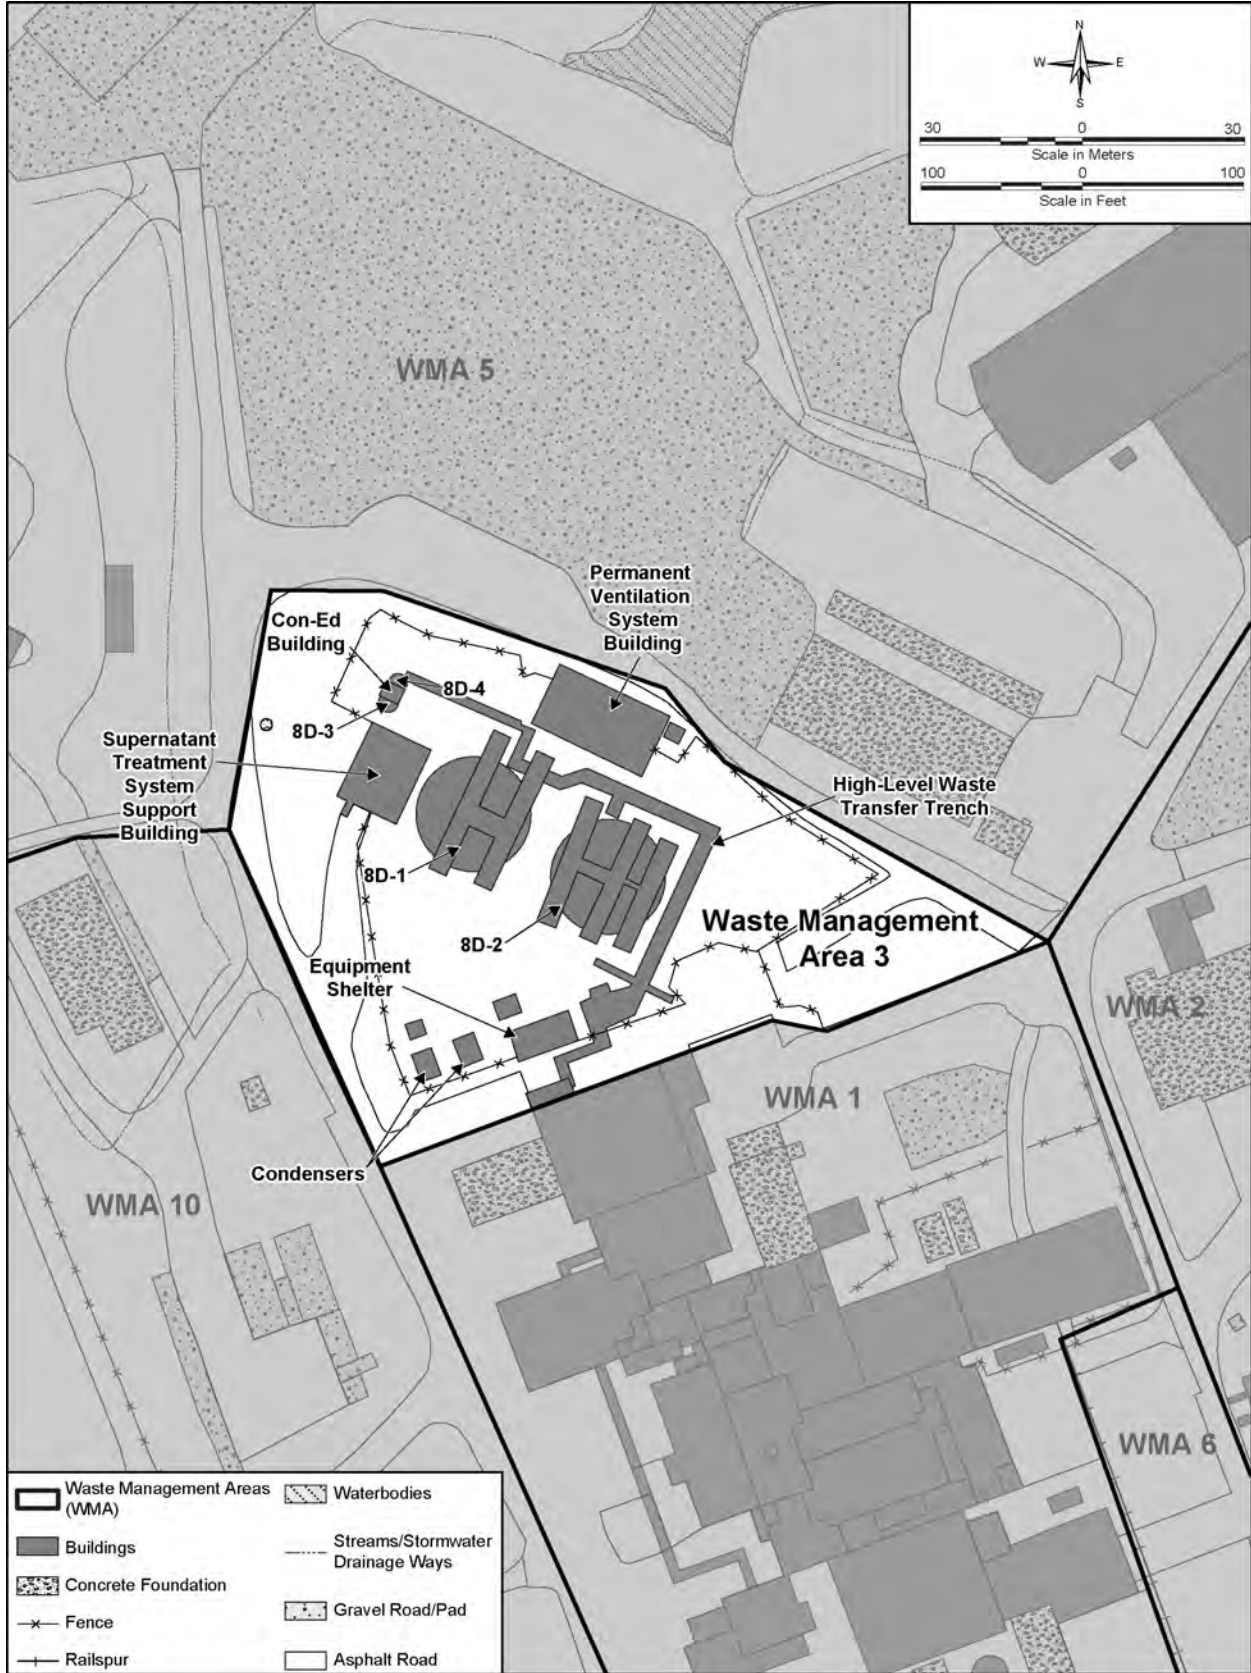 N
W E
S
30 0 30
Scale in Meters
100 0 100
Scale in Feet
WMA 5
Permanent
Ventilation
System
Building
Con-Ed
Building
8D-4
8D-3
Supernatant
Treatment
System
Support
Building
High-Level Waste
Transfer Trench
8D-1
8D-2
Waste Management
Area 3
Equipment
Shelter
WMA 2
WMA 1
Condensers
WMA 10
WMA 6
Waste Management Areas
(WMA)
Buildings
Concrete Foundation
Fence
Railspur
Waterbodies
Streams/Stormwater
Drainage Ways
Gravel Road/Pad
Asphalt Road